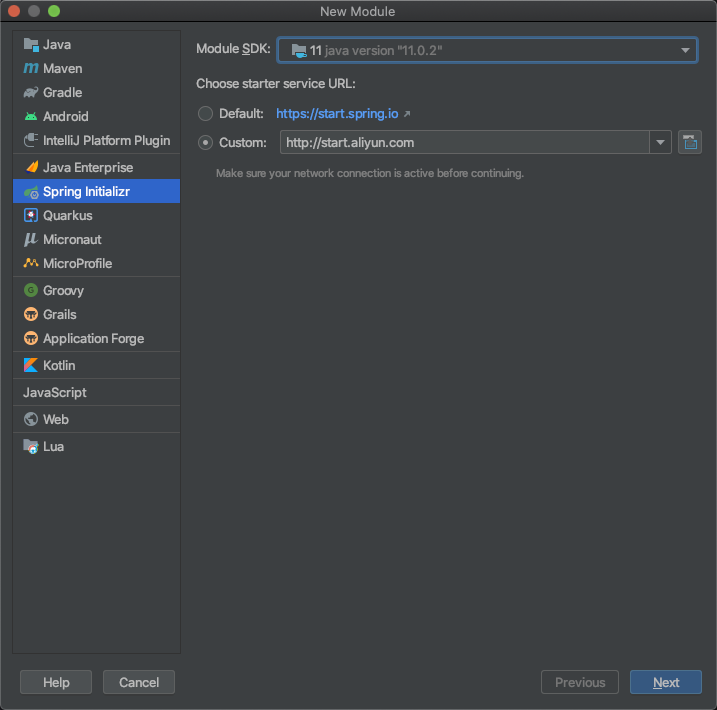 New Module
Java
Maven
Gradle
Android
IntelliJ Platform Plugin
Java Enterprise
Spring Initializr
Quarkus
Micronaut
MicroProfile
Groovy
Grails
Application Forge
Kotlin
JavaScript
Web
Lua
Module SDK: 11 java version "11.0.2"
Choose starter service URL:
Default: https://start.spring.io
Custom: http://start.aliyun.com
Make sure your network connection is active before continuing.
Help Cancel Previous Next